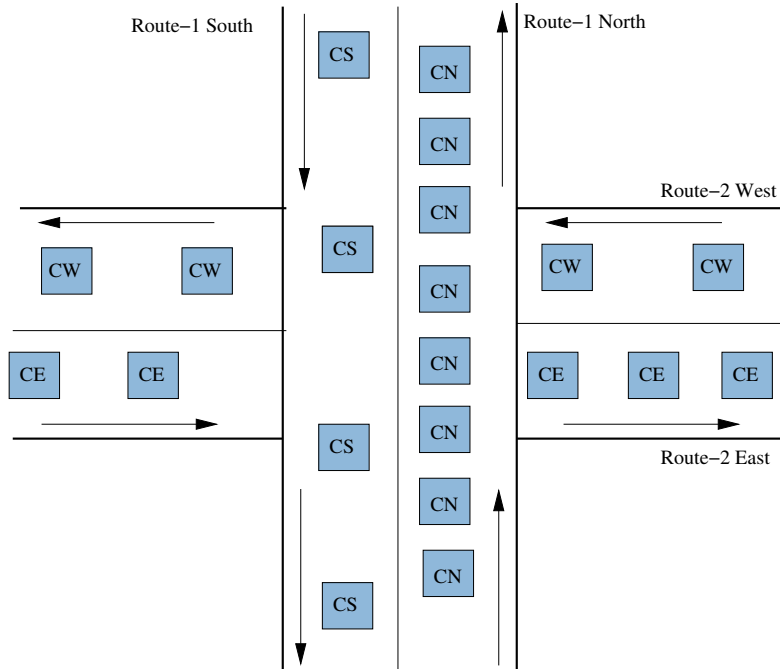 Route−1 South
Route−1 North
CS
CN
CN
Route−2 West
CN
CS
CW
CW
CW
CW
CN
CN
CE
CE
CE
CE
CE
CN
CS
Route−2 East
CN
CN
CS